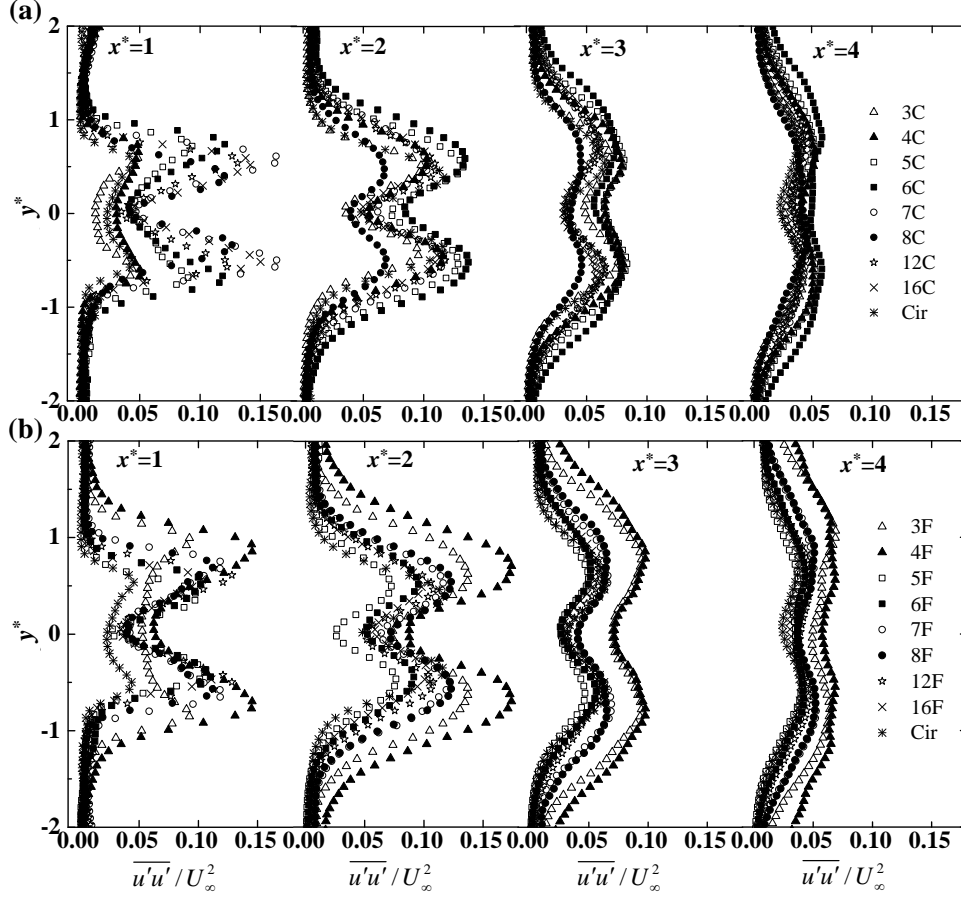 (a)
2
1
0
-1
-2
y*
x*=1
x*=2
x*=3
x*=4
3C
4C
5C
6C
7C
8C
12C
16C
Cir
0.00 0.05 0.10 0.15 0.00 0.05 0.10 0.15 0.00 0.05 0.10 0.15 0.00 0.05 0.10 0.15
(b)
2
1
0
-1
-2
y*
x*=1
x*=2
x*=3
x*=4
3F
4F
5F
6F
7F
8F
12F
16F
Cir
0.00 0.05 0.10 0.15 0.00 0.05 0.10 0.15 0.00 0.05 0.10 0.15 0.00 0.05 0.10 0.15
u'u' / U∞²
u'u' / U∞²
u'u' / U∞²
u'u' / U∞²